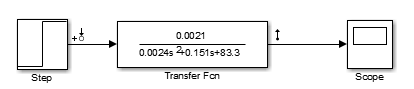 0.0021
0.0024s²+0.151s+83.3
Step
Transfer Fcn
Scope